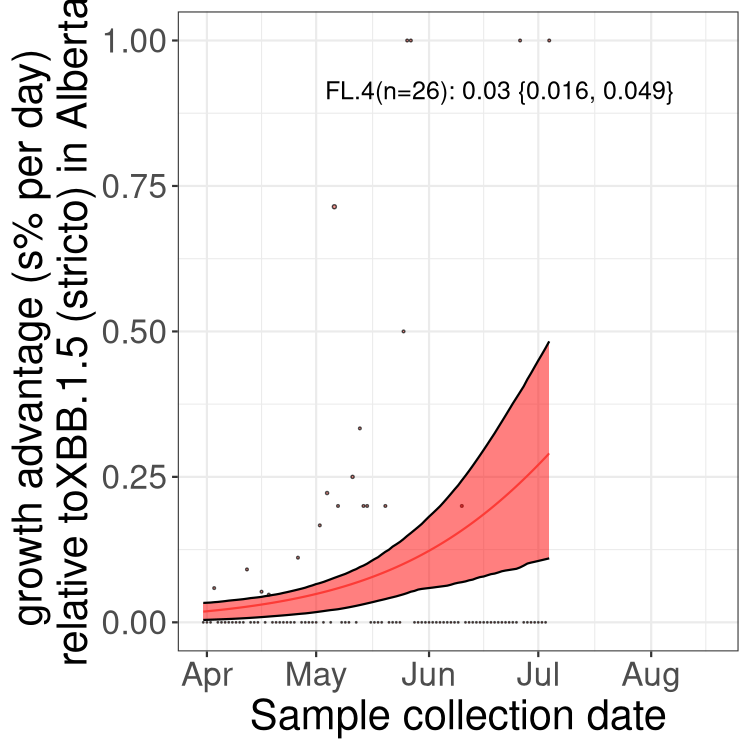 growth advantage (s% per day)
relative toXBB.1.5 (stricto) in Alberta
1.00
0.75
0.50
0.25
0.00
FL.4(n=26): 0.03 {0.016, 0.049}
Apr May Jun Jul Aug
Sample collection date